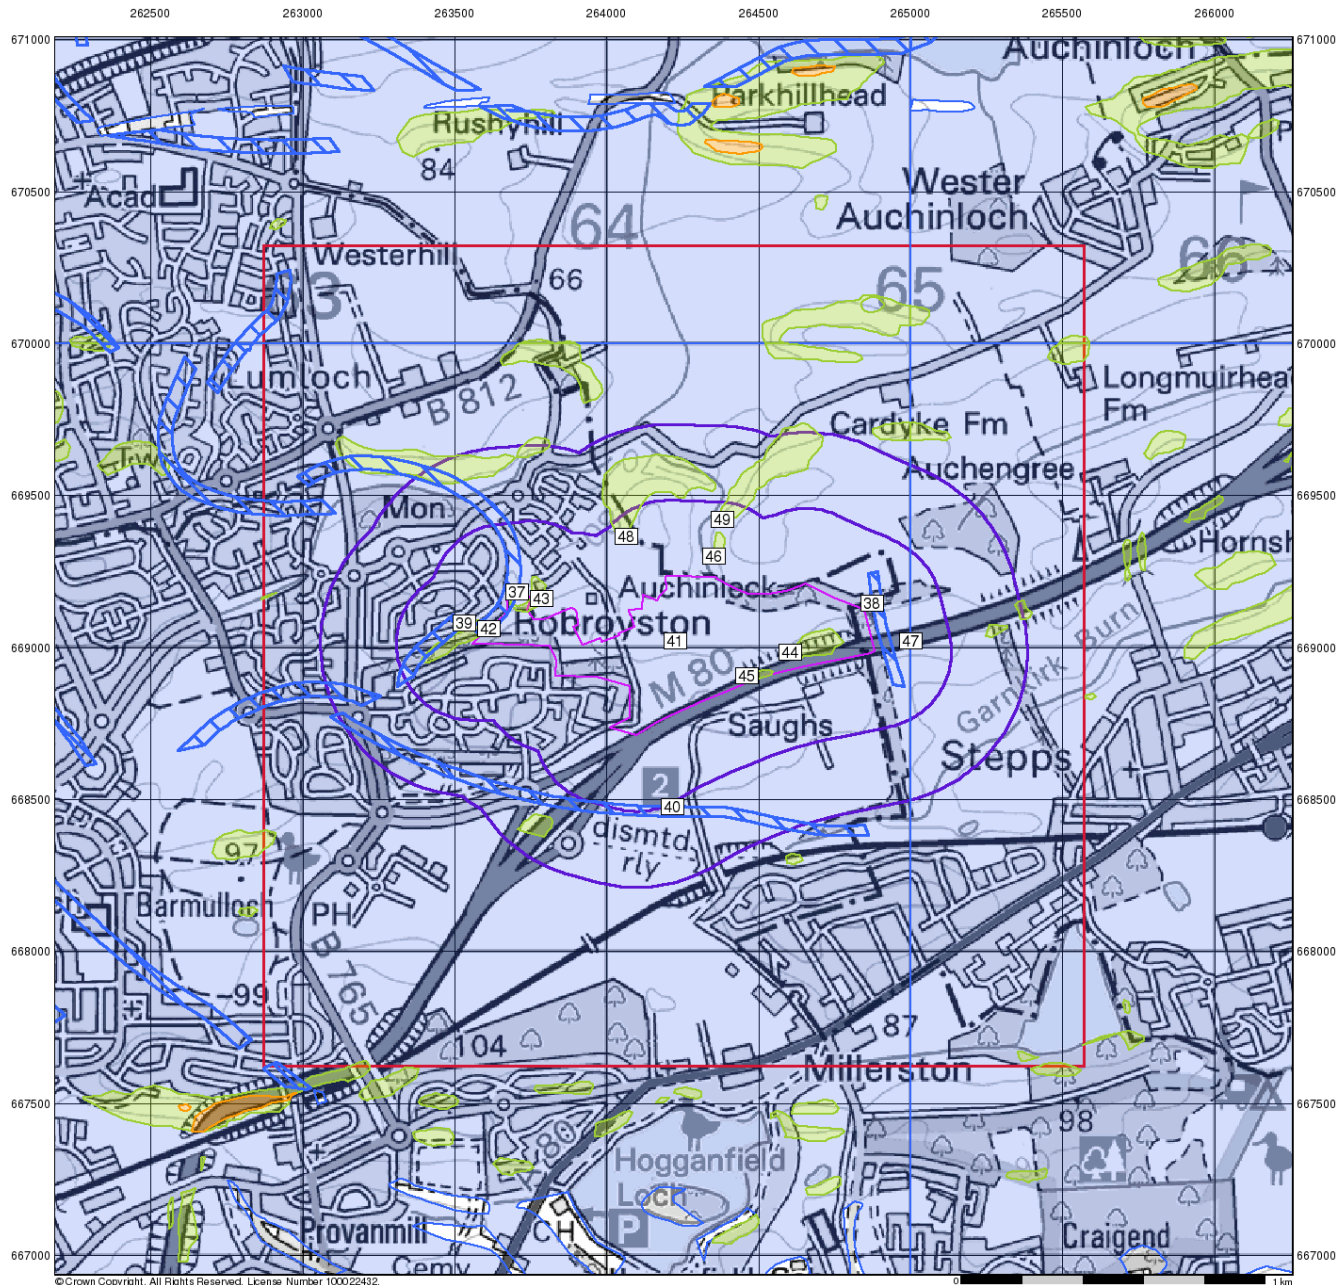 262500 263000 263500 264000 264500 265000 265500 266000
671000 671000
Auchinloch
Parkhillhead
Rushyhill
84
Wester
Auchinloch
670500 670500
Acad
64
Westerhill
66
66
63
65
670000 670000
Lumloch
B 812
Longmuirhea
Fm
Cardyke Fm
Auchengree
Twr
669500 669500
Mon
49
48
46
Hornsh
37
43
Auchinleck
38
39
42
Robroyston
41
47
44
669000 669000
45
M 80
Garnkirk Burn
Saughs
Stepps
2
40
668500 668500
dismtd
rly
97
Barmulloch
PH
B 765
668000 668000
99
87
104
Millerston
667500 667500
98
80
Hogganfield
Loch
P
Provanmill
CH
Craigend
667000 667000
Cemy
© Crown Copyright. All Rights Reserved. License Number 100022432.
0 1 km